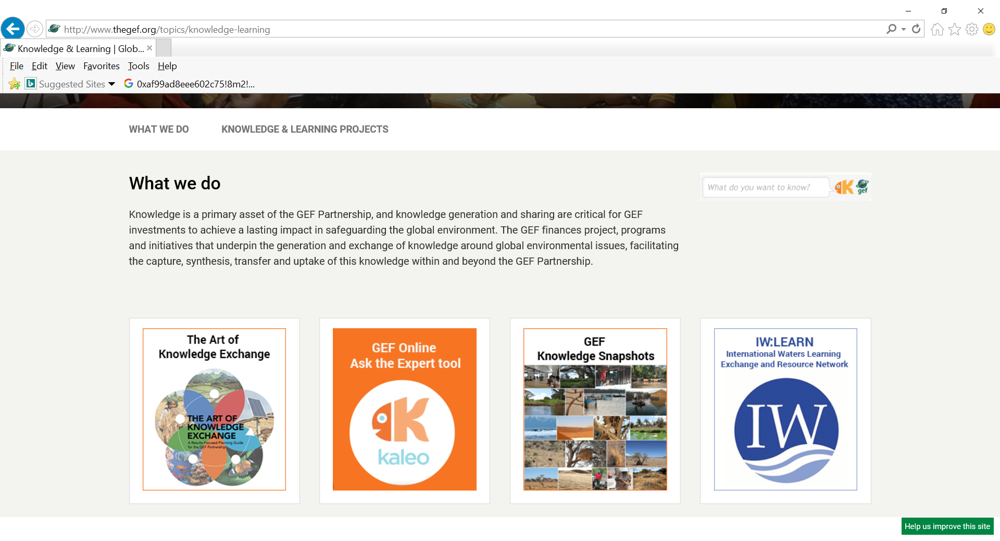 http://www.thegef.org/topics/knowledge-learning
Knowledge & Learning | Glob...
File Edit View Favorites Tools Help
Suggested Sites 0xaf99ad8eee602c75!8m2!...
WHAT WE DO KNOWLEDGE & LEARNING PROJECTS
What we do
What do you want to know? K gef
Knowledge is a primary asset of the GEF Partnership, and knowledge generation and sharing are critical for GEF
investments to achieve a lasting impact in safeguarding the global environment. The GEF finances project, programs
and initiatives that underpin the generation and exchange of knowledge around global environmental issues, facilitating
the capture, synthesis, transfer and uptake of this knowledge within and beyond the GEF Partnership.
The Art of
Knowledge Exchange
THE ART OF
KNOWLEDGE
EXCHANGE
A Results-Focused Planning Guide
for the GEF Partnership
GEF Online
Ask the Expert tool
K
kaleo
GEF
Knowledge Snapshots
IW:LEARN
International Waters Learning
Exchange and Resource Network
IW
Help us improve this site